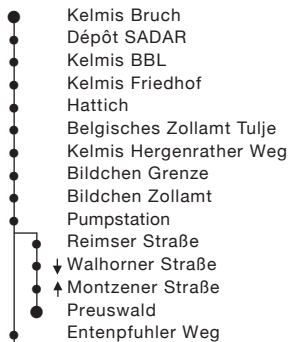 Kelmis Bruch
Dépôt SADAR
Kelmis BBL
Kelmis Friedhof
Hattich
Belgisches Zollamt Tulje
Kelmis Hergenrather Weg
Bildchen Grenze
Bildchen Zollamt
Pumpstation
Reimser Straße
Walhorner Straße
Montzener Straße
Preuswald
Entenpfuhler Weg